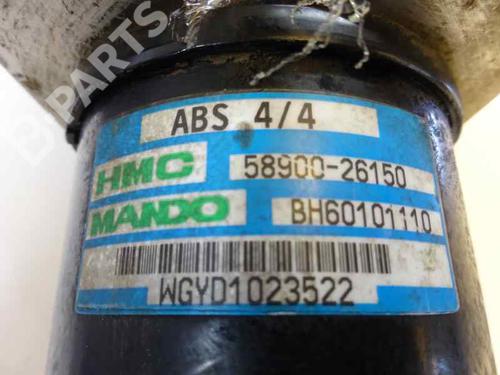 B-PARTS
ABS 4/4
HMC 58900-26150
MANDO BH60101110
WGYD1023522